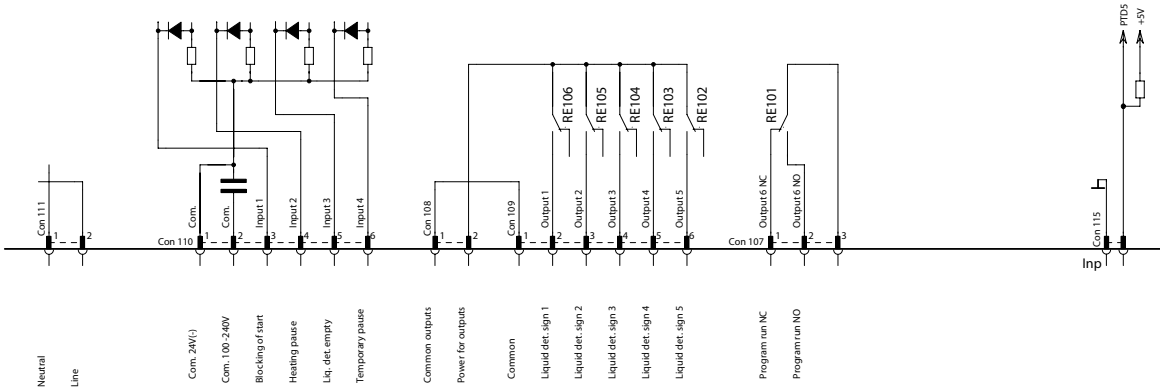 PTD5
+5V
RE106
RE105
RE104
RE103
RE102
RE101
Con 111
1
2
Con 110
Com.
1
Com.
2
Input 1
3
Input 2
4
Input 3
5
Input 4
6
Con 108
1
2
Con 109
1
Output 1
2
Output 2
3
Output 3
4
Output 4
5
Output 5
6
Con 107
Output 6 NC
1
Output 6 NO
2
3
Con 115
Inp
Neutral
Line
Com. 24V(-)
Com. 100-240V
Blocking of start
Heating pause
Liq. det. empty
Temporary pause
Common outputs
Power for outputs
Common
Liquid det. sign 1
Liquid det. sign 2
Liquid det. sign 3
Liquid det. sign 4
Liquid det. sign 5
Program run NC
Program run NO